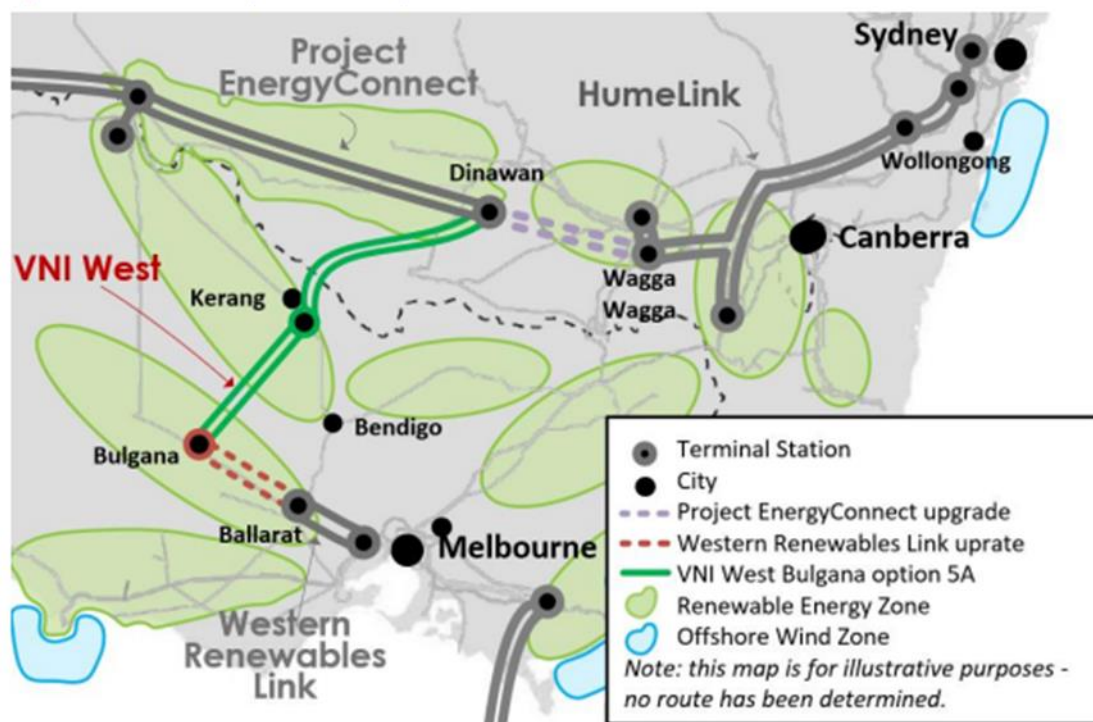 Project
EnergyConnect
HumeLink
Sydney
Wollongong
Dinawan
Canberra
VNI West
Kerang
Wagga
Wagga
Bendigo
Bulgana
Ballarat
Melbourne
Western
Renewables
Link
Terminal Station
City
Project EnergyConnect upgrade
Western Renewables Link uprate
VNI West Bulgana option 5A
Renewable Energy Zone
Offshore Wind Zone
Note: this map is for illustrative purposes -
no route has been determined.